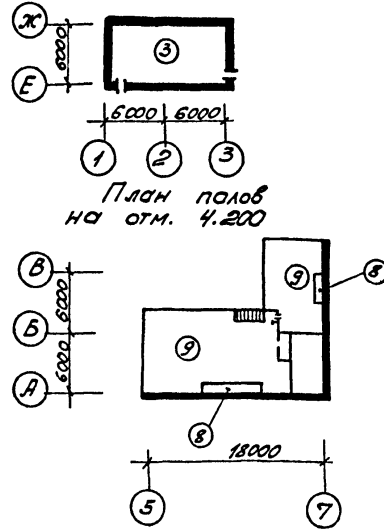 Ж
3
6000
Е
6000 6000
1 2 3
План полов
на отм. 4.200
В
9
8
6000
Б
9
6000
А
8
18000
5 7